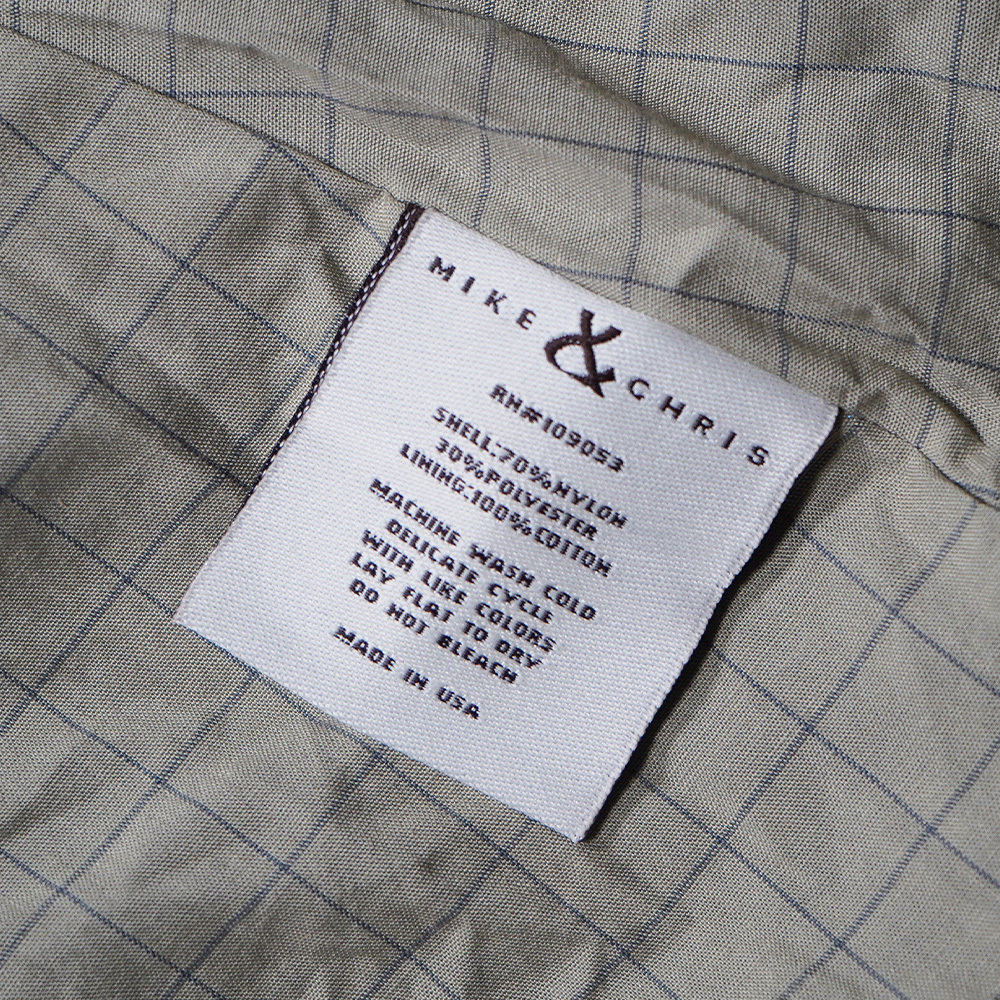 MIKE & CHRIS
RN#109053
SHELL:70%NYLON
30%POLYESTER
LINING:100%COTTON
MACHINE WASH COLD
DELICATE CYCLE
WITH LIKE COLORS
LAY FLAT TO DRY
DO NOT BLEACH
MADE IN USA